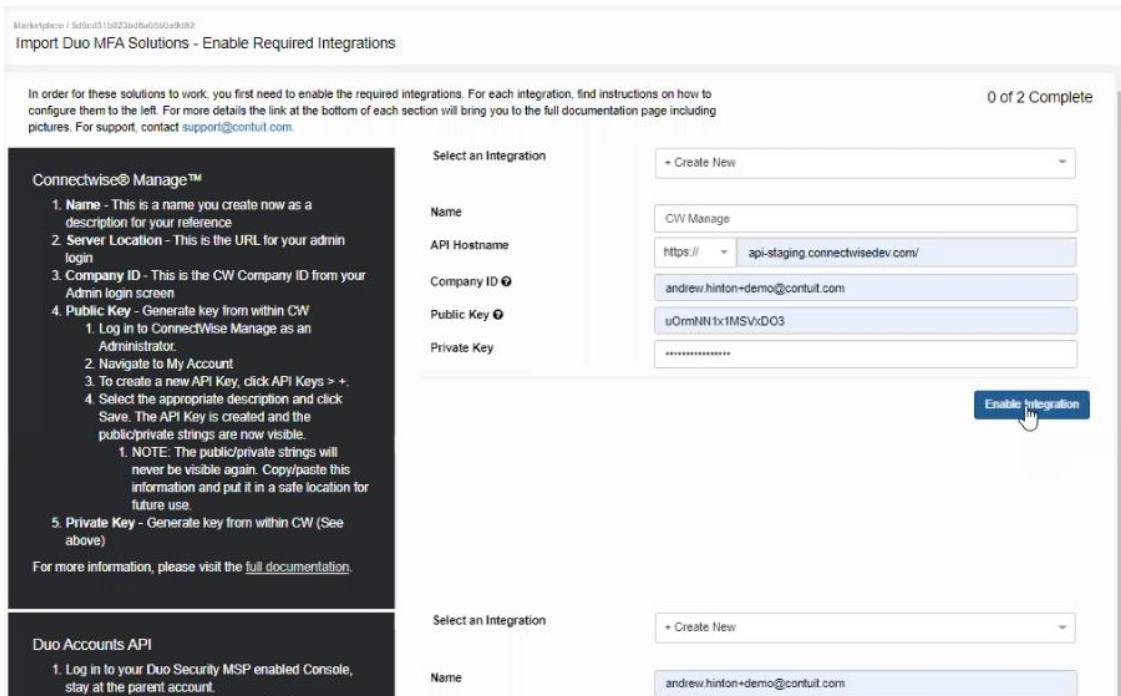 Import Duo MFA Solutions - Enable Required Integrations
In order for these solutions to work, you first need to enable the required integrations. For each integration, find instructions on how to
configure them to the left. For more details the link at the bottom of each section will bring you to the full documentation page including
pictures. For support, contact support@contuit.com.
0 of 2 Complete
Connectwise® Manage™
1. Name - This is a name you create now as a
description for your reference
2. Server Location - This is the URL for your admin
login
3. Company ID - This is the CW Company ID from your
Admin login screen
4. Public Key - Generate key from within CW
1. Log in to ConnectWise Manage as an
Administrator.
2. Navigate to My Account
3. To create a new API Key, click API Keys > +.
4. Select the appropriate description and click
Save. The API Key is created and the
public/private strings are now visible.
1. NOTE: The public/private strings will
never be visible again. Copy/paste this
information and put it in a safe location for
future use.
5. Private Key - Generate key from within CW (See
above)
For more information, please visit the full documentation.
Select an Integration
+ Create New
Name
CW Manage
API Hostname
https://
api-staging.connectwisedev.com/
Company ID
andrew.hinton+demo@contuit.com
Public Key
uOrmNN1x1MSVxDO3
Private Key
Enable Integration
Duo Accounts API
1. Log in to your Duo Security MSP enabled Console,
stay at the parent account.
Select an Integration
+ Create New
Name
andrew.hinton+demo@contuit.com